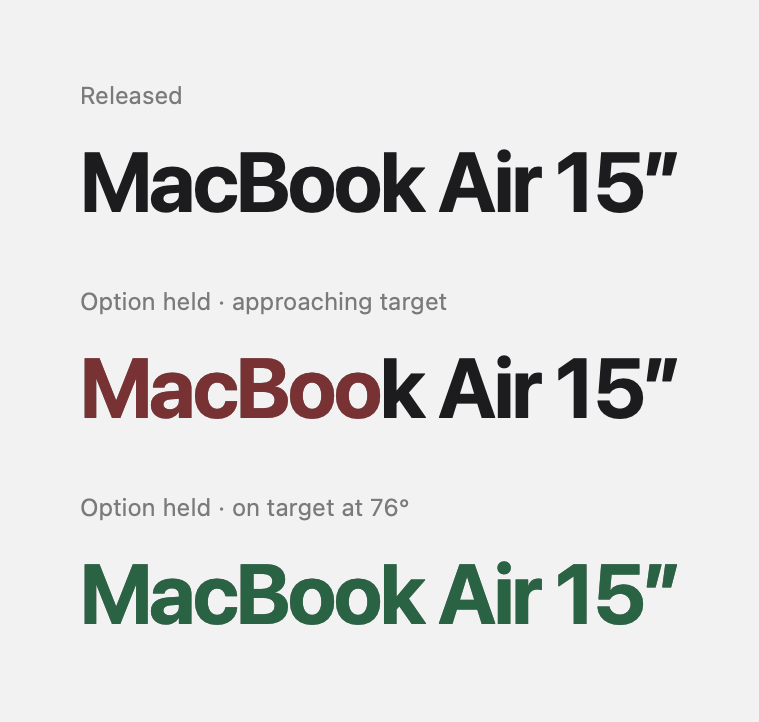 Released
MacBook Air 15″
Option held · approaching target
MacBook Air 15″
Option held · on target at 76°
MacBook Air 15″